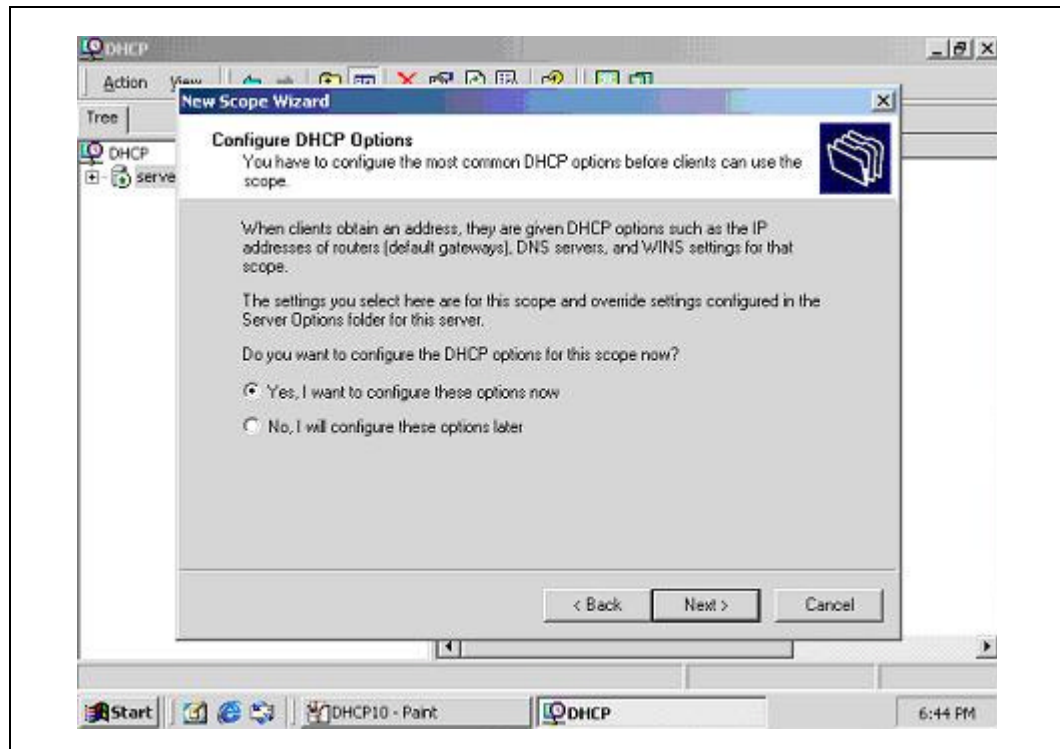 DHCP
Action View
New Scope Wizard
Tree
Configure DHCP Options
You have to configure the most common DHCP options before clients can use the
scope.
DHCP
serve
When clients obtain an address, they are given DHCP options such as the IP
addresses of routers (default gateways), DNS servers, and WINS settings for that
scope.
The settings you select here are for this scope and override settings configured in the
Server Options folder for this server.
Do you want to configure the DHCP options for this scope now?
Yes, I want to configure these options now
No, I will configure these options later
< Back Next > Cancel
Start DHCP10 - Paint DHCP 6:44 PM